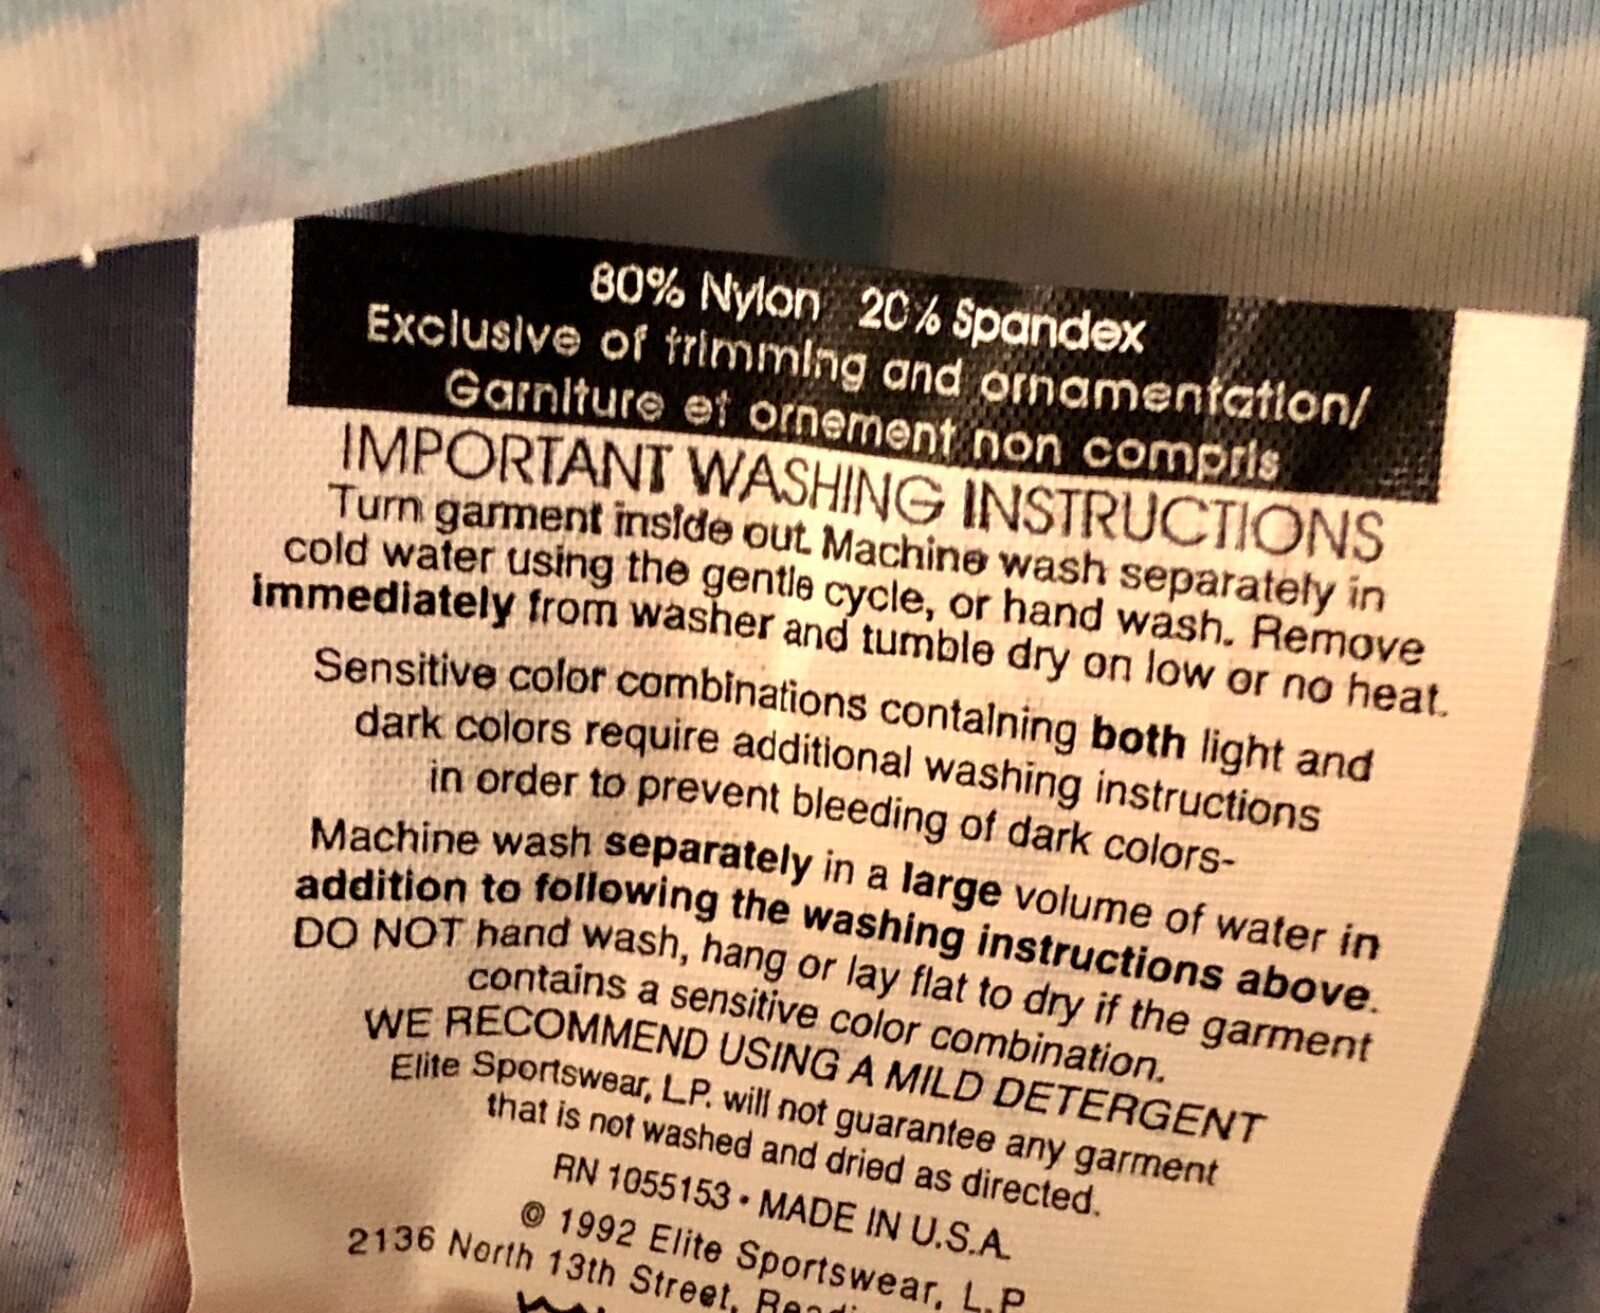 80% Nylon 20% Spandex
Exclusive of trimming and ornamentation/
Garniture et ornement non compris
IMPORTANT WASHING INSTRUCTIONS
Turn garment inside out. Machine wash separately in
cold water using the gentle cycle, or hand wash. Remove
immediately from washer and tumble dry on low or no heat.
Sensitive color combinations containing both light and
dark colors require additional washing instructions
in order to prevent bleeding of dark colors-
Machine wash separately in a large volume of water in
addition to following the washing instructions above.
DO NOT hand wash, hang or lay flat to dry if the garment
contains a sensitive color combination.
WE RECOMMEND USING A MILD DETERGENT
Elite Sportswear, L.P. will not guarantee any garment
that is not washed and dried as directed.
RN 1055153 • MADE IN U.S.A.
© 1992 Elite Sportswear, L.P.
2136 North 13th Street,